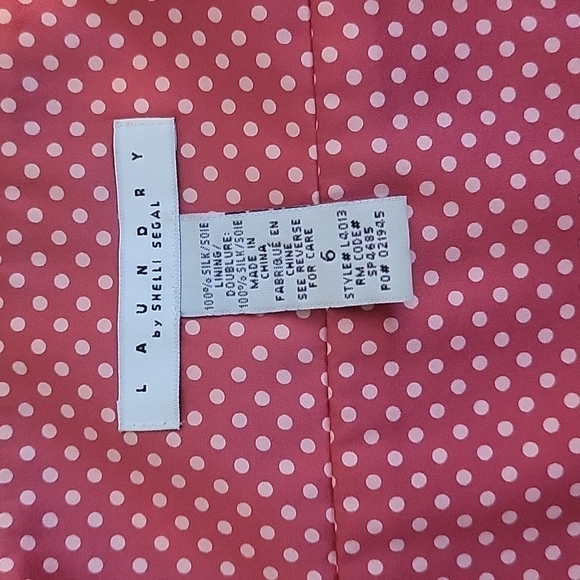 LAUNDRY
by SHELLI SEGAL
100% SILK/SOIE
LINING/
DOUBLURE:
100% SILK/SOIE
MADE IN
CHINA
FABRIQUÉ EN
CHINE
SEE REVERSE
FOR CARE
6
STYLE# L4013
RM CODE#
SP4685
PO# 021945